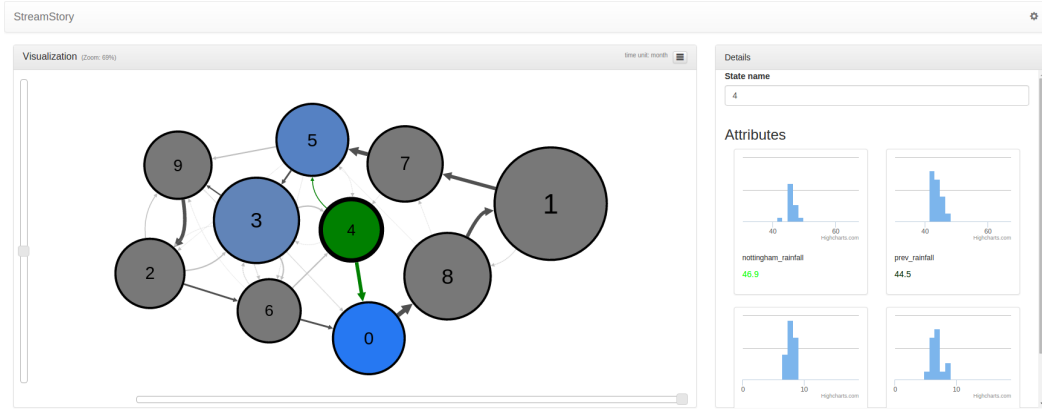 StreamStory
Visualization (Zoom: 69%)
time unit: month
5
9
7
1
3
4
2
8
6
0
Details
State name
4
Attributes
40 60
Highcharts.com
nottingham_rainfall
46.9
40 60
Highcharts.com
prev_rainfall
44.5
0 10
Highcharts.com
0 10
Highcharts.com